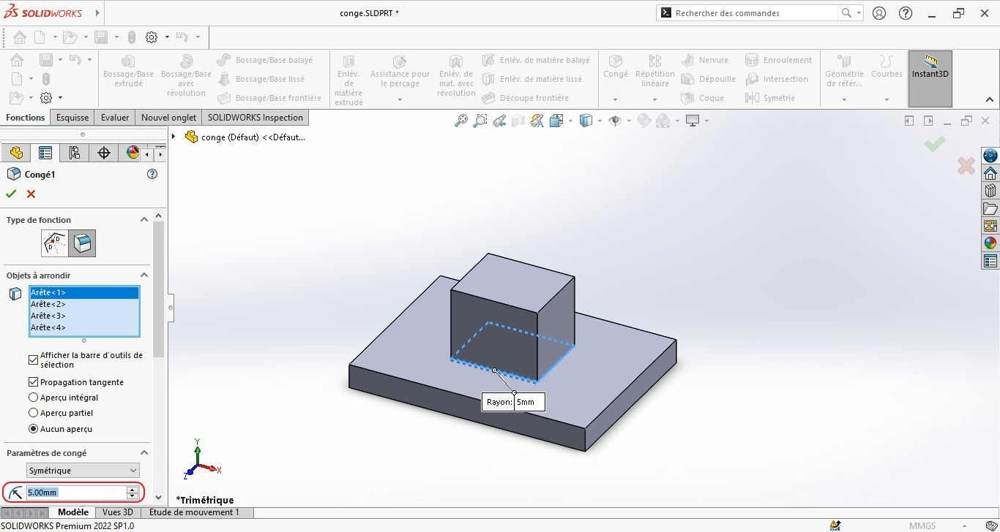 SOLIDWORKS
conge.SLDPRT *
Rechercher des commandes
Bossage/Base extrudé
Bossage/Base avec révolution
Bossage/Base balayé
Bossage/Base lissé
Bossage/Base frontière
Enlèv. de matière extrudé
Assistance pour le perçage
Enlèv. de mat. avec révolution
Enlèv. de matière balayé
Enlèv. de matière lissé
Découpe frontière
Congé
Répétition linéaire
Nervure
Dépouille
Coque
Enroulement
Intersection
Symétrie
Géométrie de référ...
Courbes
Instant3D
Fonctions
Esquisse
Evaluer
Nouvel onglet
SOLIDWORKS Inspection
conge (Défaut) <<Défaut...
Congé1
Type de fonction
D
D
Objets à arrondir
Arête<1>
Arête<2>
Arête<3>
Arête<4>
Afficher la barre d'outils de
sélection
Propagation tangente
Aperçu intégral
Aperçu partiel
Aucun aperçu
Paramètres de congé
Symétrique
5.00mm
Rayon: 5mm
Y
X
Z
*Trimétrique
Modèle
Vues 3D
Etude de mouvement 1
SOLIDWORKS Premium 2022 SP1.0
MMGS